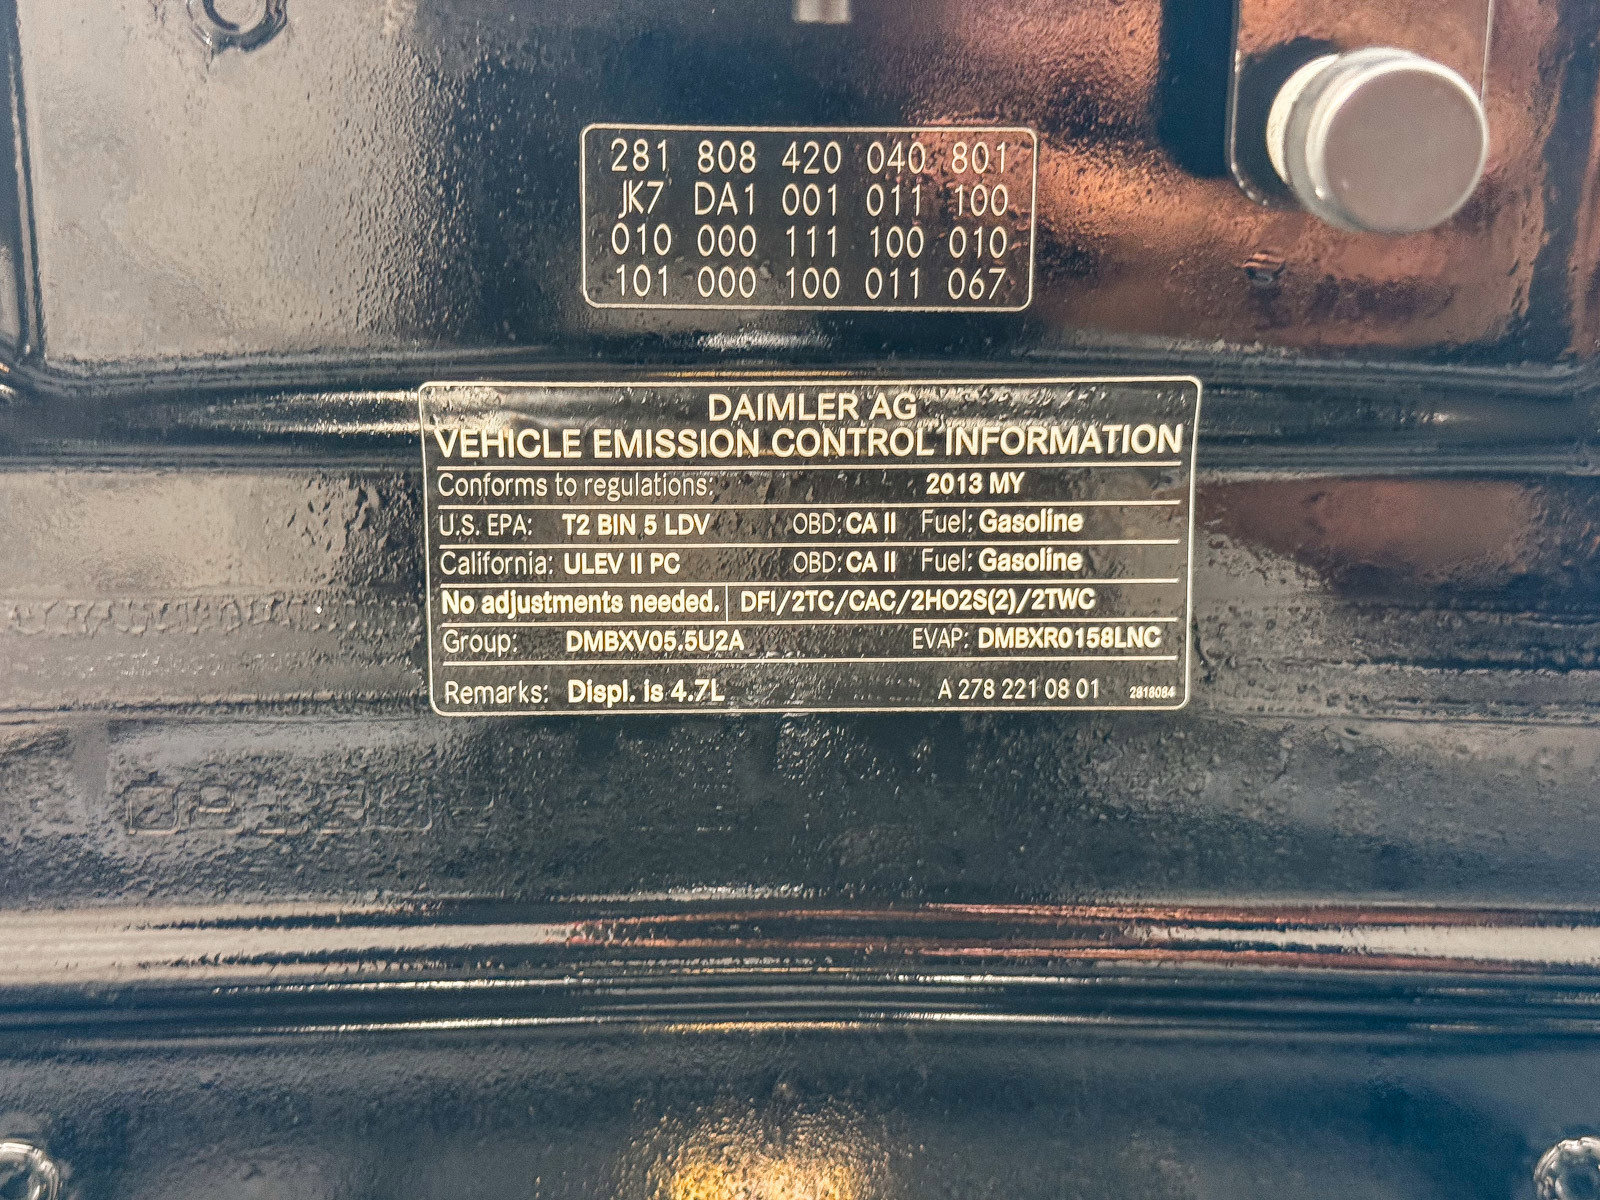 281 808 420 040 801
JK7 DA1 001 011 100
010 000 111 100 010
101 000 100 011 067
DAIMLER AG
VEHICLE EMISSION CONTROL INFORMATION
Conforms to regulations: 2013 MY
U.S. EPA: T2 BIN 5 LDV OBD: CA II Fuel: Gasoline
California: ULEV II PC OBD: CA II Fuel: Gasoline
No adjustments needed. DFI/2TC/CAC/2HO2S(2)/2TWC
Group: DMBXV05.5U2A EVAP: DMBXR0158LNC
Remarks: Displ. is 4.7L A 278 221 08 01 2818084